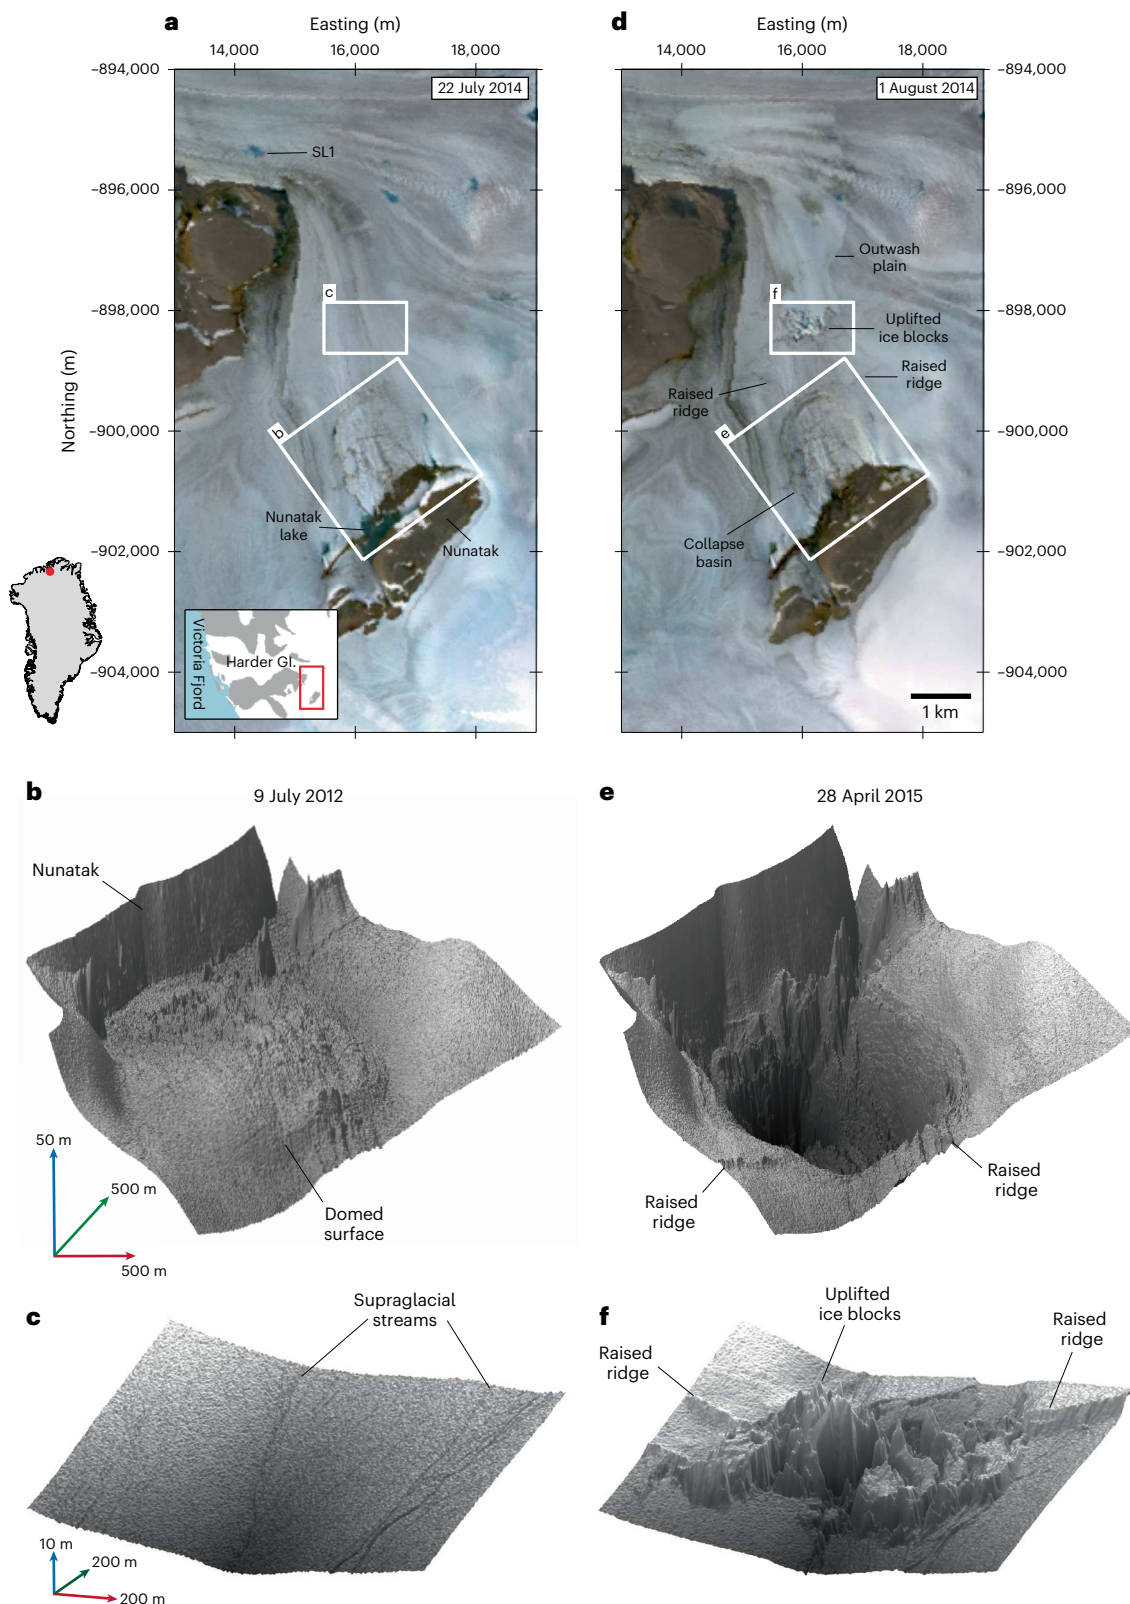 a
Easting (m)
14,000
16,000
18,000
d
Easting (m)
14,000
16,000
18,000
−894,000
−896,000
−898,000
−900,000
−902,000
−904,000
Northing (m)
22 July 2014
SL1
c
b
Nunatak
lake
Nunatak
Victoria Fjord
Harder Gl.
1 August 2014
Outwash
plain
f
Uplifted
ice blocks
Raised
ridge
Raised
ridge
e
Collapse
basin
1 km
−894,000
−896,000
−898,000
−900,000
−902,000
−904,000
b
9 July 2012
Nunatak
Domed
surface
50 m
500 m
500 m
e
28 April 2015
Raised
ridge
Raised
ridge
c
Supraglacial
streams
10 m
200 m
200 m
f
Uplifted
ice blocks
Raised
ridge
Raised
ridge